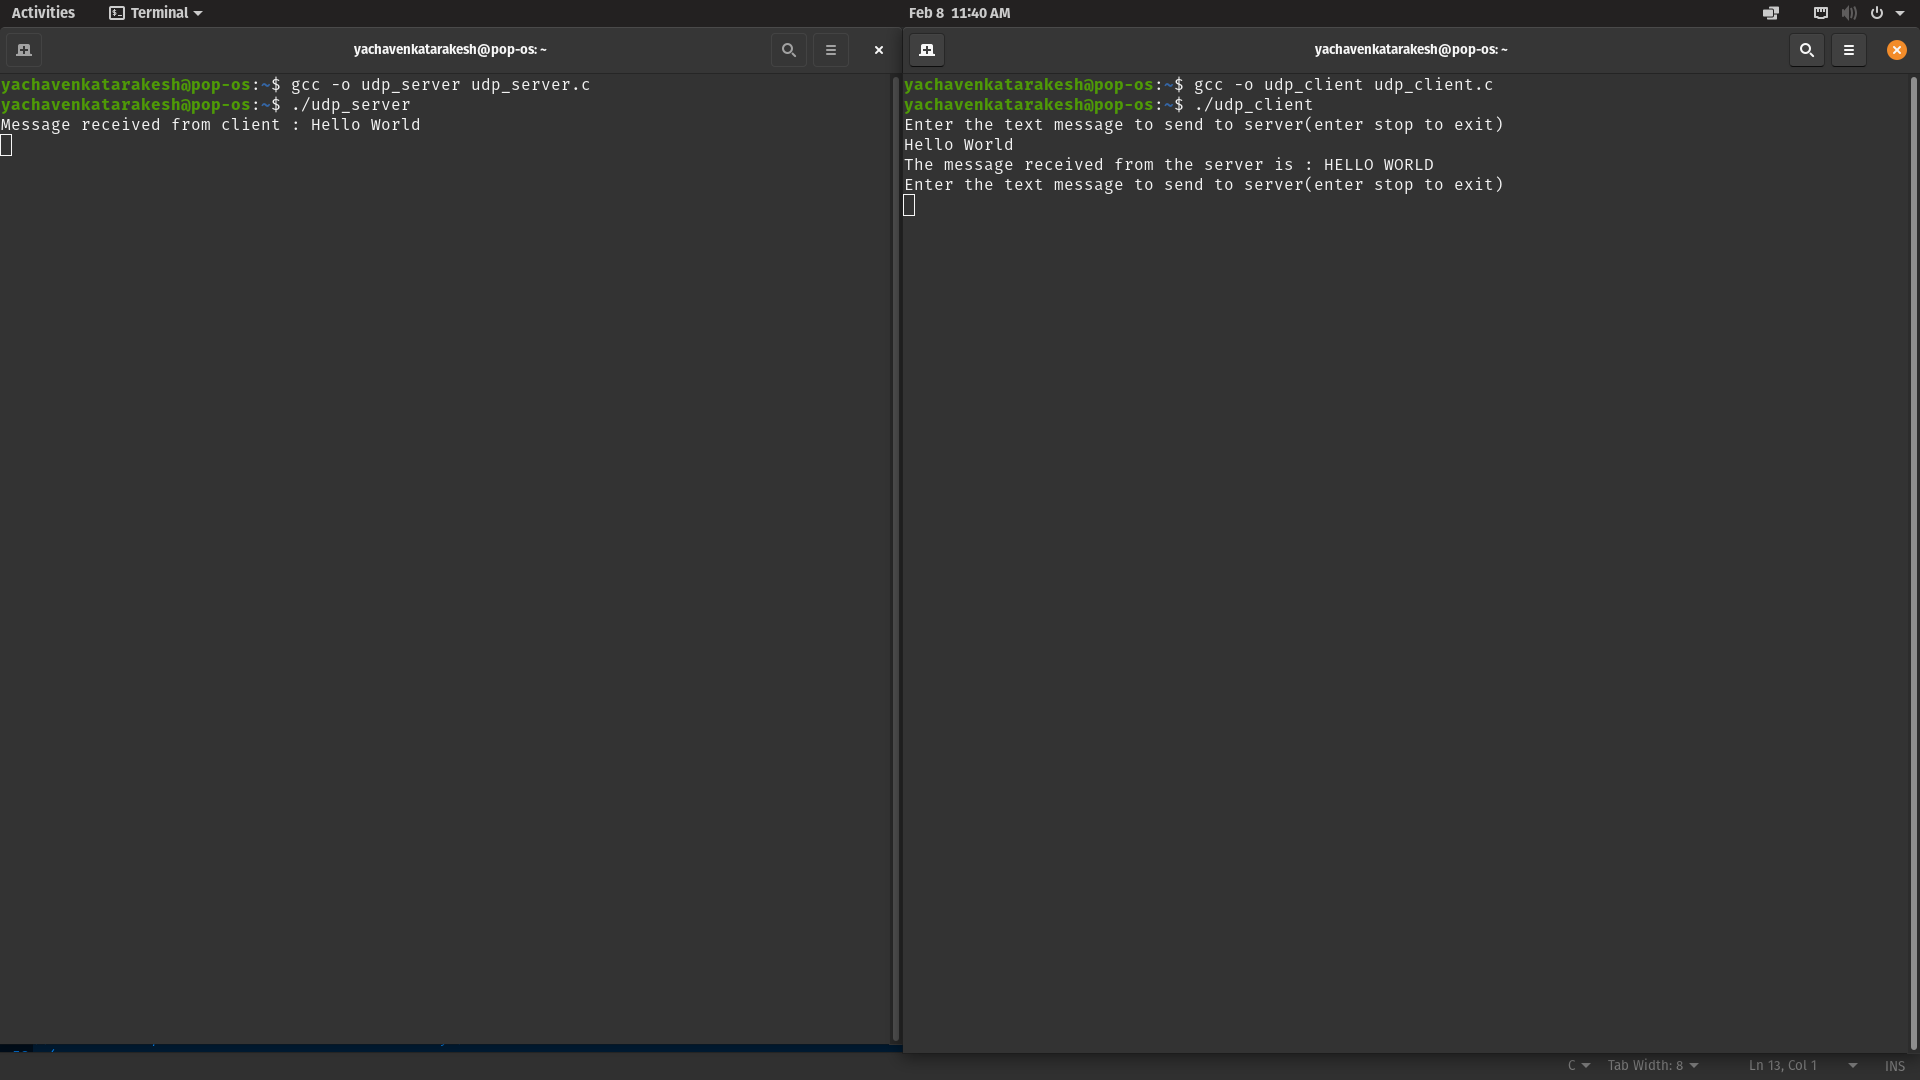 Activities Terminal Feb 8 11:40 AM
yachavenkatarakesh@pop-os: ~
yachavenkatarakesh@pop-os:~$ gcc -o udp_server udp_server.c
yachavenkatarakesh@pop-os:~$ ./udp_server
Message received from client : Hello World
yachavenkatarakesh@pop-os: ~
yachavenkatarakesh@pop-os:~$ gcc -o udp_client udp_client.c
yachavenkatarakesh@pop-os:~$ ./udp_client
Enter the text message to send to server(enter stop to exit)
Hello World
The message received from the server is : HELLO WORLD
Enter the text message to send to server(enter stop to exit)
C Tab Width: 8 Ln 13, Col 1 INS